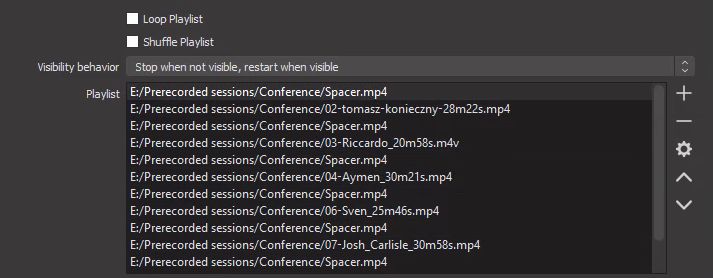 Loop Playlist
Shuffle Playlist
Visibility behavior Stop when not visible, restart when visible
Playlist
E:/Prerecorded sessions/Conference/Spacer.mp4
E:/Prerecorded sessions/Conference/02-tomasz-konieczny-28m22s.mp4
E:/Prerecorded sessions/Conference/Spacer.mp4
E:/Prerecorded sessions/Conference/03-Riccardo_20m58s.m4v
E:/Prerecorded sessions/Conference/Spacer.mp4
E:/Prerecorded sessions/Conference/04-Aymen_30m21s.mp4
E:/Prerecorded sessions/Conference/Spacer.mp4
E:/Prerecorded sessions/Conference/06-Sven_25m46s.mp4
E:/Prerecorded sessions/Conference/Spacer.mp4
E:/Prerecorded sessions/Conference/07-Josh_Carlisle_30m58s.mp4
E:/Prerecorded sessions/Conference/Spacer.mp4